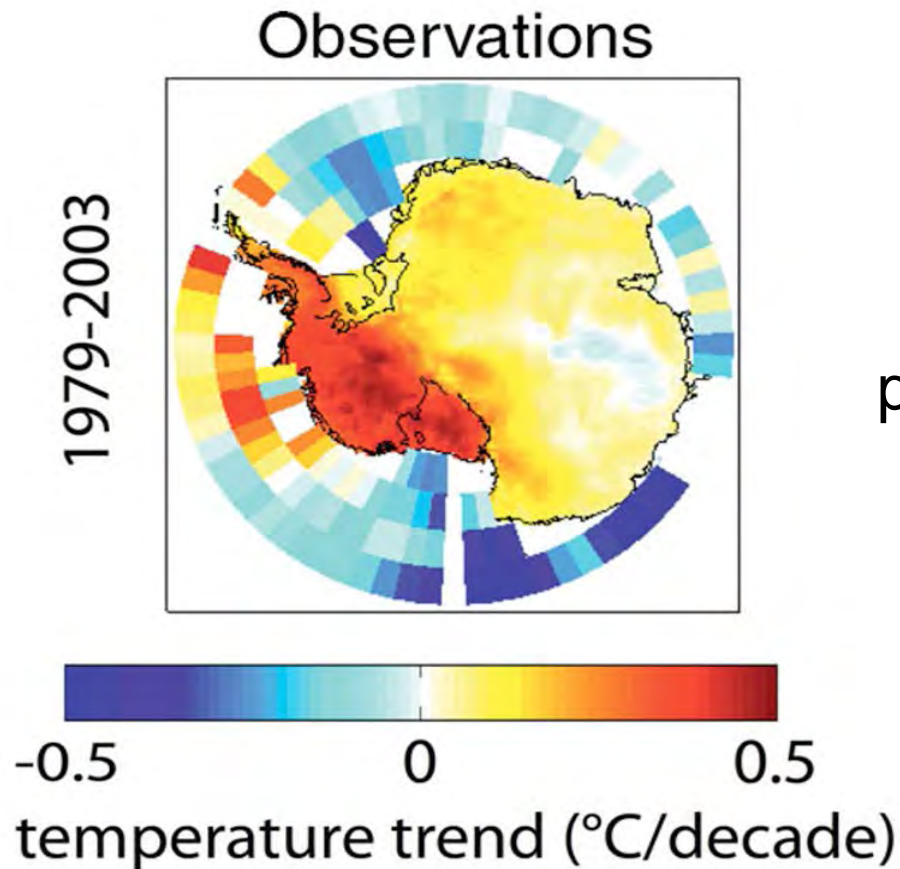 Observations
1979-2003
p
-0.5 0 0.5
temperature trend (°C/decade)